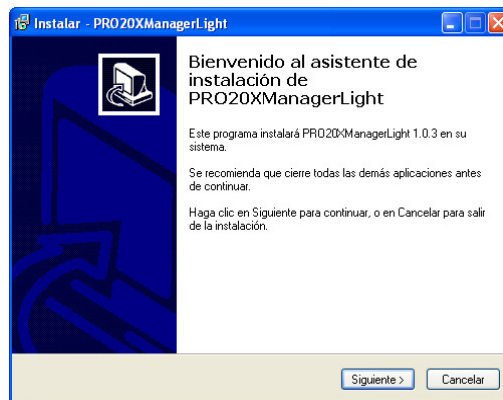 Instalar - PRO20XManagerLight
Bienvenido al asistente de
instalación de
PRO20XManagerLight
Este programa instalará PRO20XManagerLight 1.0.3 en su
sistema.
Se recomienda que cierre todas las demás aplicaciones antes
de continuar.
Haga clic en Siguiente para continuar, o en Cancelar para salir
de la instalación.
Siguiente >
Cancelar